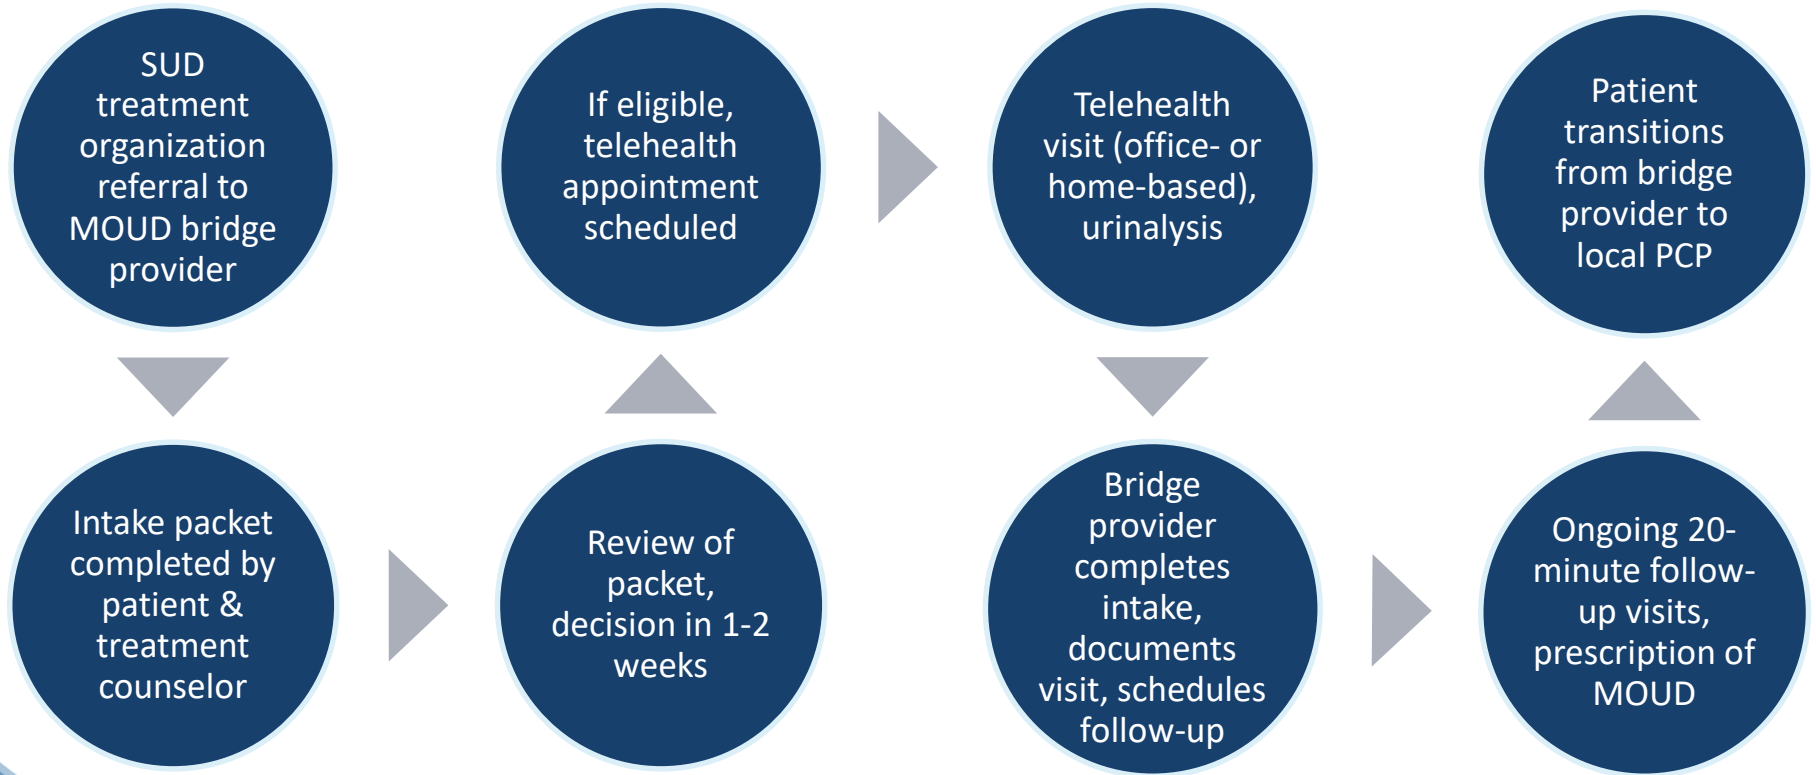 SUD
treatment
organization
referral to
MOUD bridge
provider
Intake packet
completed by
patient &
treatment
counselor
Review of
packet,
decision in 1-2
weeks
If eligible,
telehealth
appointment
scheduled
Telehealth
visit (office- or
home-based),
urinalysis
Bridge
provider
completes
intake,
documents
visit, schedules
follow-up
Ongoing 20-
minute follow-
up visits,
prescription of
MOUD
Patient
transitions
from bridge
provider to
local PCP